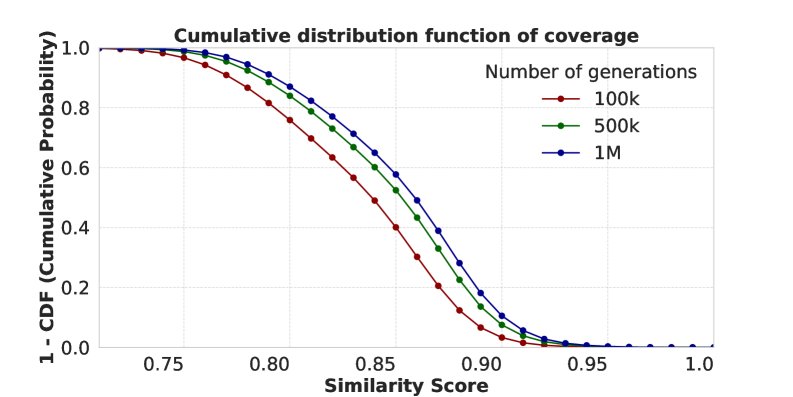 Cumulative distribution function of coverage
1 - CDF (Cumulative Probability)
1.0
0.8
0.6
0.4
0.2
0.0
Number of generations
100k
500k
1M
0.75 0.80 0.85 0.90 0.95 1.0
Similarity Score